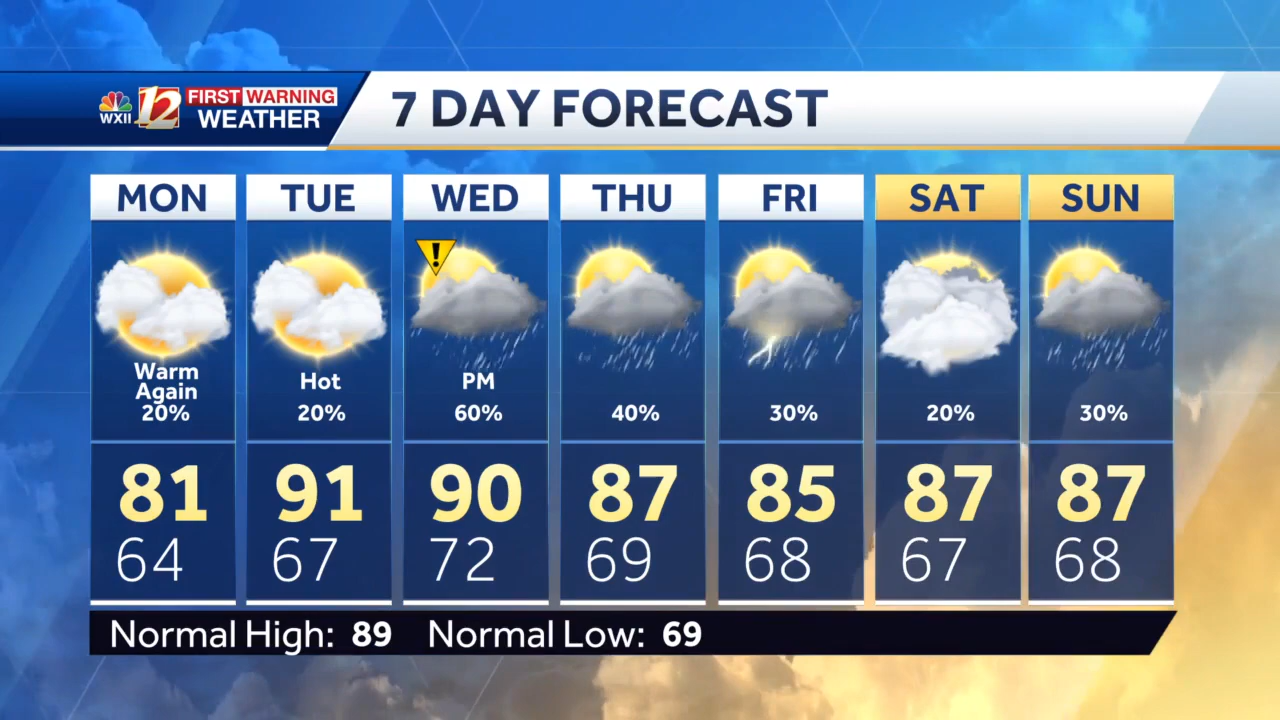 WXII 12 FIRST WARNING
WEATHER
7 DAY FORECAST
MON TUE WED THU FRI SAT SUN
!
Warm
Again Hot PM
20% 20% 60% 40% 30% 20% 30%
81 91 90 87 85 87 87
64 67 72 69 68 67 68
Normal High: 89 Normal Low: 69